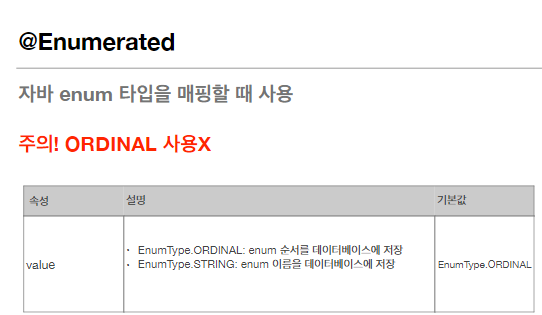 @Enumerated
자바 enum 타입을 매핑할 때 사용
주의! ORDINAL 사용X
속성 설명 기본값
value
• EnumType.ORDINAL: enum 순서를 데이터베이스에 저장
• EnumType.STRING: enum 이름을 데이터베이스에 저장
EnumType.ORDINAL